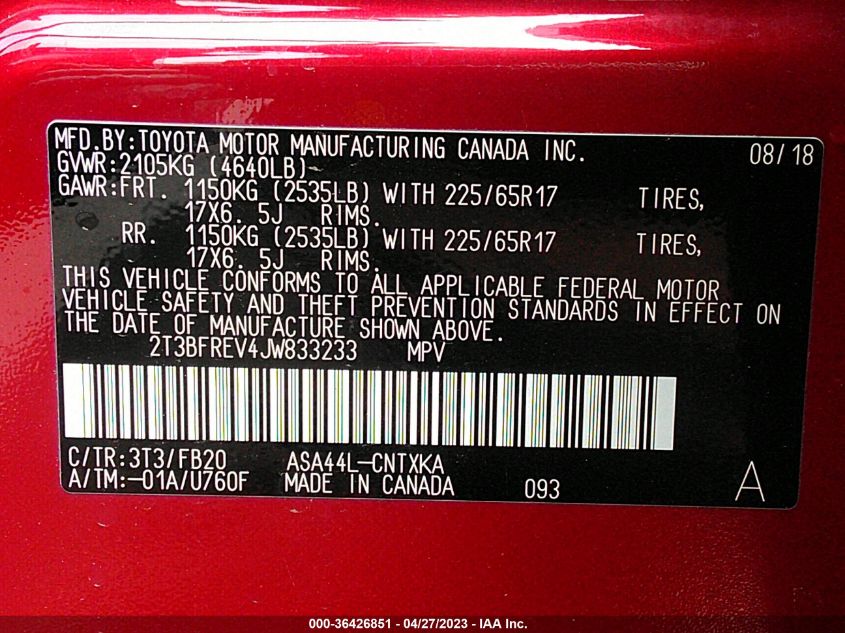 MFD.BY:TOYOTA MOTOR MANUFACTURING CANADA INC. 08/18
GVWR:2105KG (4640LB)
GAWR:FRT. 1150KG (2535LB) WITH 225/65R17 TIRES,
17X6. 5J RIMS.
RR. 1150KG (2535LB) WITH 225/65R17 TIRES,
17X6. 5J RIMS.
THIS VEHICLE CONFORMS TO ALL APPLICABLE FEDERAL MOTOR
VEHICLE SAFETY AND THEFT PREVENTION STANDARDS IN EFFECT ON
THE DATE OF MANUFACTURE SHOWN ABOVE.
2T3BFREV4JW833233 MPV
C/TR:3T3/FB20 ASA44L-CNTXKA
A/TM:-01A/U760F MADE IN CANADA 093 A
000-36426851 - 04/27/2023 - IAA Inc.